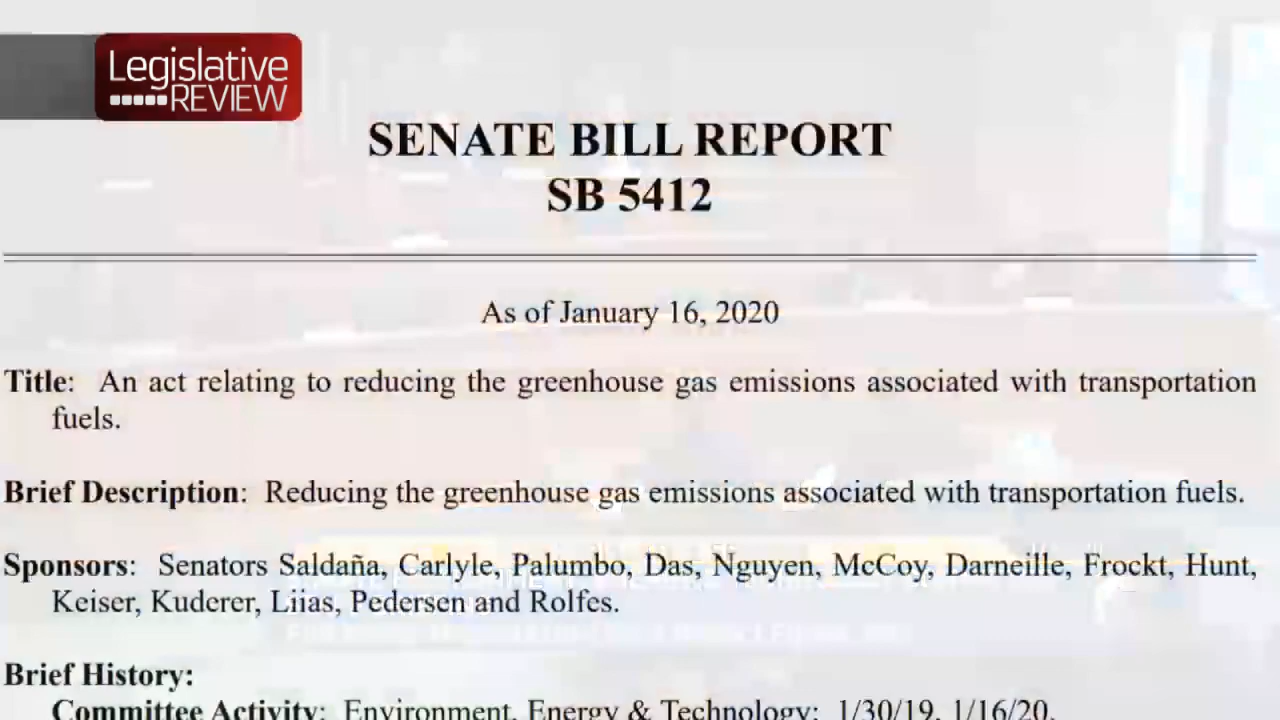 Legislative
REVIEW
SENATE BILL REPORT
SB 5412
As of January 16, 2020
Title: An act relating to reducing the greenhouse gas emissions associated with transportation
fuels.
Brief Description: Reducing the greenhouse gas emissions associated with transportation fuels.
Sponsors: Senators Saldaña, Carlyle, Palumbo, Das, Nguyen, McCoy, Darneille, Frockt, Hunt,
Keiser, Kuderer, Liias, Pedersen and Rolfes.
Brief History:
Committee Activity: Environment, Energy & Technology: 1/30/19, 1/16/20.